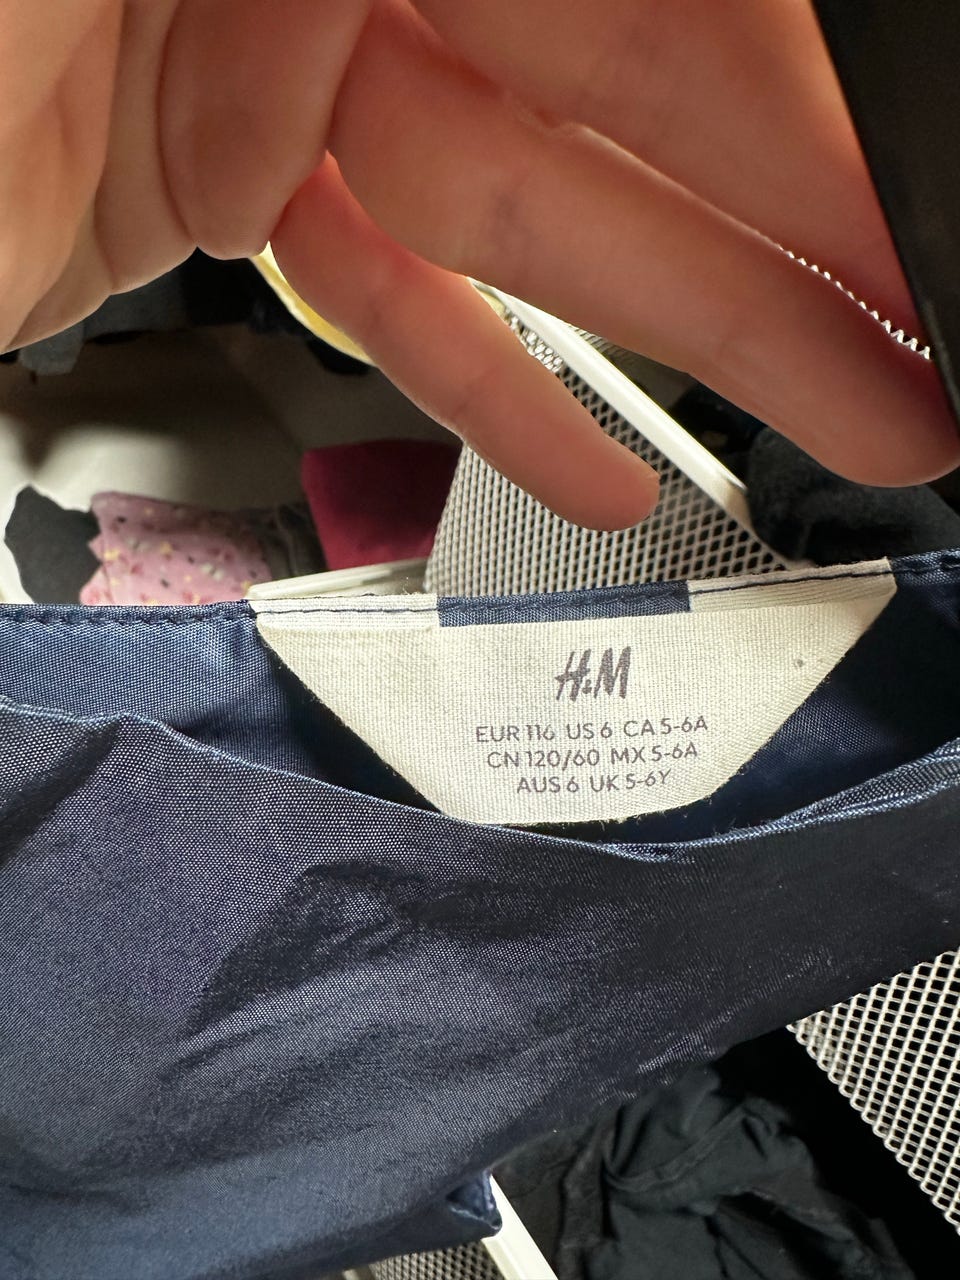 H&M
EUR 116 US 6 CA 5-6A
CN 120/60 MX 5-6A
AUS 6 UK 5-6Y